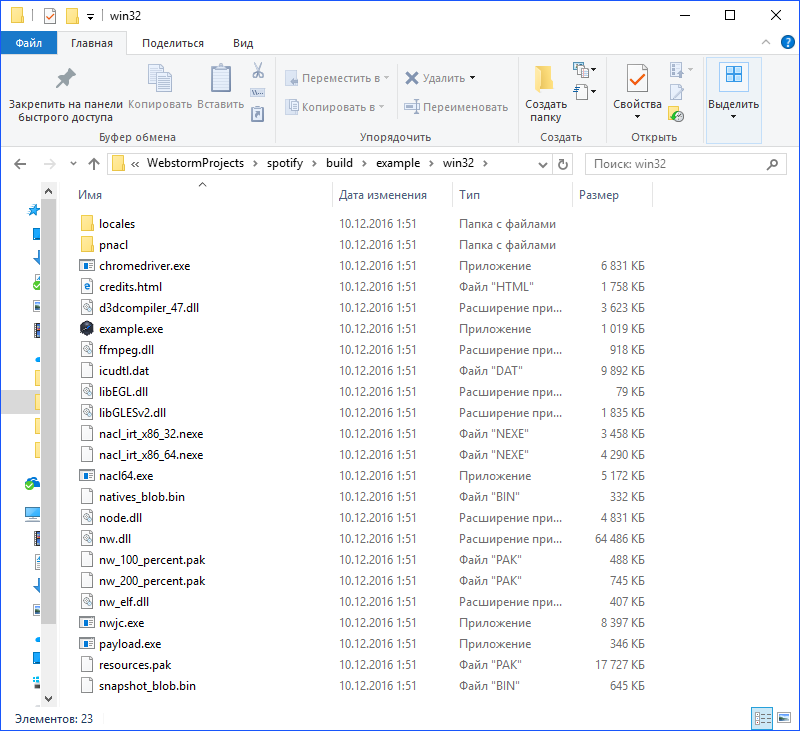 win32
Файл Главная Поделиться Вид
Закрепить на панели быстрого доступа
Копировать
Вставить
Переместить в
Копировать в
Удалить
Переименовать
Создать папку
Свойства
Выделить
Буфер обмена Упорядочить Создать Открыть
« WebstormProjects > spotify > build > example > win32 > Поиск: win32
Имя Дата изменения Тип Размер
locales 10.12.2016 1:51 Папка с файлами
pnacl 10.12.2016 1:51 Папка с файлами
chromedriver.exe 10.12.2016 1:51 Приложение 6 831 КБ
credits.html 10.12.2016 1:51 Файл "HTML" 1 758 КБ
d3dcompiler_47.dll 10.12.2016 1:51 Расширение при... 3 623 КБ
example.exe 10.12.2016 1:51 Приложение 1 019 КБ
ffmpeg.dll 10.12.2016 1:51 Расширение при... 918 КБ
icudtl.dat 10.12.2016 1:51 Файл "DAT" 9 892 КБ
libEGL.dll 10.12.2016 1:51 Расширение при... 79 КБ
libGLESv2.dll 10.12.2016 1:51 Расширение при... 1 835 КБ
nacl_irt_x86_32.nexe 10.12.2016 1:51 Файл "NEXE" 3 458 КБ
nacl_irt_x86_64.nexe 10.12.2016 1:51 Файл "NEXE" 4 290 КБ
nacl64.exe 10.12.2016 1:51 Приложение 5 172 КБ
natives_blob.bin 10.12.2016 1:51 Файл "BIN" 332 КБ
node.dll 10.12.2016 1:51 Расширение при... 4 831 КБ
nw.dll 10.12.2016 1:51 Расширение при... 64 486 КБ
nw_100_percent.pak 10.12.2016 1:51 Файл "PAK" 488 КБ
nw_200_percent.pak 10.12.2016 1:51 Файл "PAK" 745 КБ
nw_elf.dll 10.12.2016 1:51 Расширение при... 407 КБ
nwjc.exe 10.12.2016 1:51 Приложение 8 397 КБ
payload.exe 10.12.2016 1:51 Приложение 346 КБ
resources.pak 10.12.2016 1:51 Файл "PAK" 17 727 КБ
snapshot_blob.bin 10.12.2016 1:51 Файл "BIN" 645 КБ
Элементов: 23